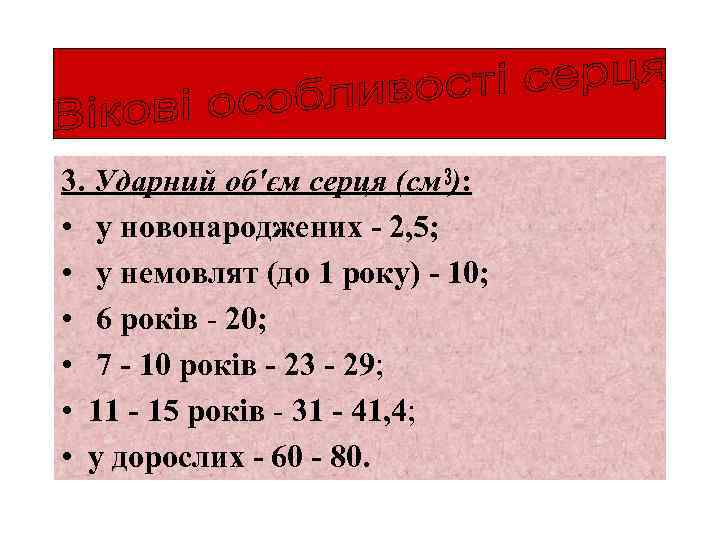 Вікові особливості серця
3. Ударний об'єм серця (см³):
• у новонароджених - 2,5;
• у немовлят (до 1 року) - 10;
• 6 років - 20;
• 7 - 10 років - 23 - 29;
• 11 - 15 років - 31 - 41,4;
• у дорослих - 60 - 80.